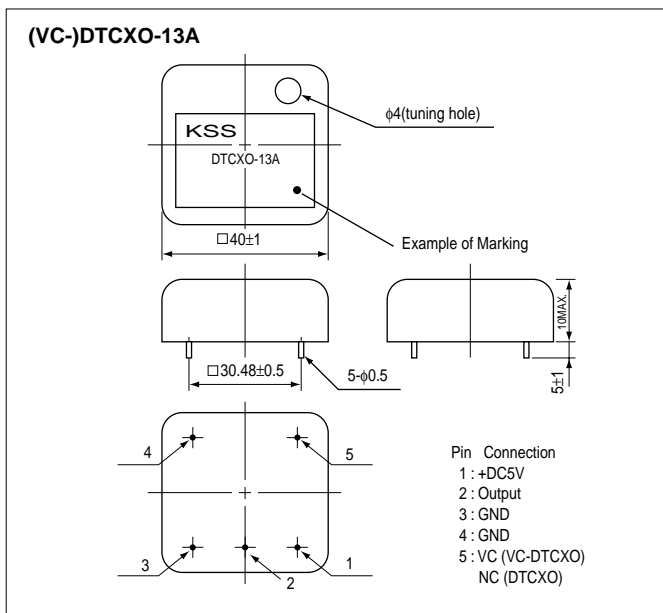 (VC-)DTCXO-13A
ϕ4(tuning hole)
KSS
DTCXO-13A
Example of Marking
□40±1
10MAX.
5±1
□30.48±0.5
5-ϕ0.5
4
5
3
2
1
Pin Connection
1 : +DC5V
2 : Output
3 : GND
4 : GND
5 : VC (VC-DTCXO)
NC (DTCXO)